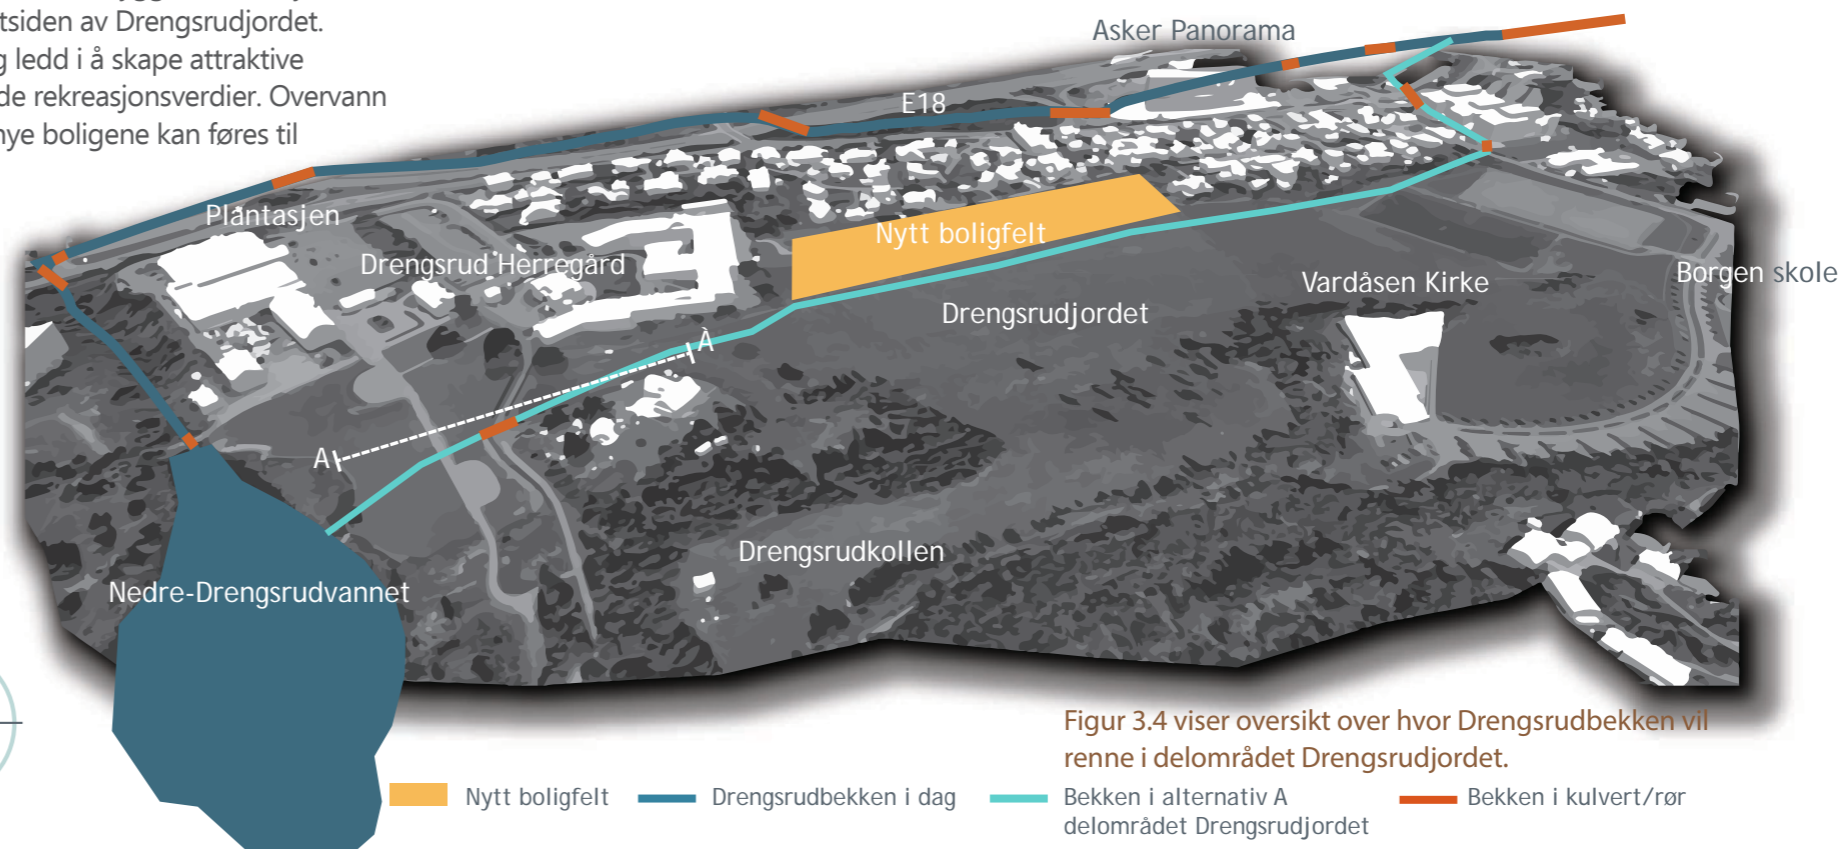 tsiden av Drengsrudjordet.
g ledd i å skape attraktive
de rekreasjonsverdier. Overvann
nye boligene kan føres til
Asker Panorama
E18
Plantasjen
Drengsrud Herregård
Nytt boligfelt
Vardåsen Kirke
Borgen skole
Drengsrudjordet
À
A
Drengsrudkollen
Nedre-Drengsrudvannet
Figur 3.4 viser oversikt over hvor Drengsrudbekken vil
renne i delområdet Drengsrudjordet.
Nytt boligfelt
Drengsrudbekken i dag
Bekken i alternativ A
delområdet Drengsrudjordet
Bekken i kulvert/rør